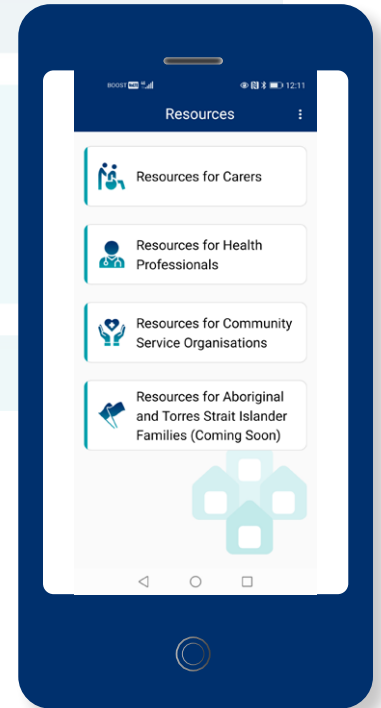 BOOST
12:11
Resources
Resources for Carers
Resources for Health
Professionals
Resources for Community
Service Organisations
Resources for Aboriginal
and Torres Strait Islander
Families (Coming Soon)